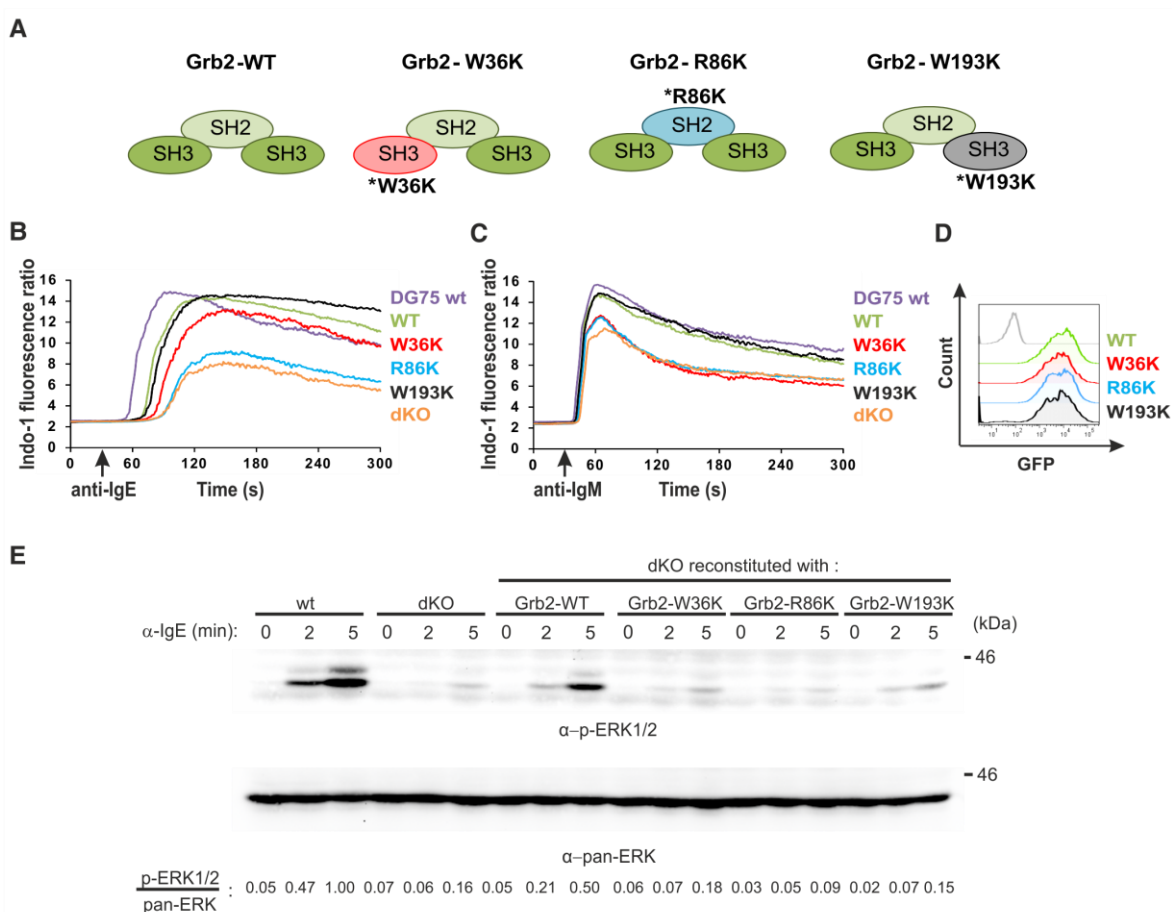 A
Grb2-WT Grb2 - W36K Grb2 - R86K Grb2 - W193K
*R86K
SH2 SH2 SH2 SH2
SH3 SH3 SH3 SH3 SH3 SH3 SH3 SH3
*W36K *W193K
B
Indo-1 fluorescence ratio
16
14
12
10
8
6
4
2
0 60 120 180 240 300
anti-IgE Time (s)
DG75 wt
WT
W36K
R86K
W193K
dKO
C
Indo-1 fluorescence ratio
16
14
12
10
8
6
4
2
0 60 120 180 240 300
anti-IgM Time (s)
DG75 wt
WT
W36K
R86K
W193K
dKO
D
Count
WT
W36K
R86K
W193K
10¹ 10² 10³ 10⁴ 10⁵
GFP
E
dKO reconstituted with :
wt dKO Grb2-WT Grb2-W36K Grb2-R86K Grb2-W193K
α-IgE (min): 0 2 5 0 2 5 0 2 5 0 2 5 0 2 5 0 2 5 (kDa)
- 46
α–p-ERK1/2
- 46
α–pan-ERK
p-ERK1/2
pan-ERK
: 0.05 0.47 1.00 0.07 0.06 0.16 0.05 0.21 0.50 0.06 0.07 0.18 0.03 0.05 0.09 0.02 0.07 0.15